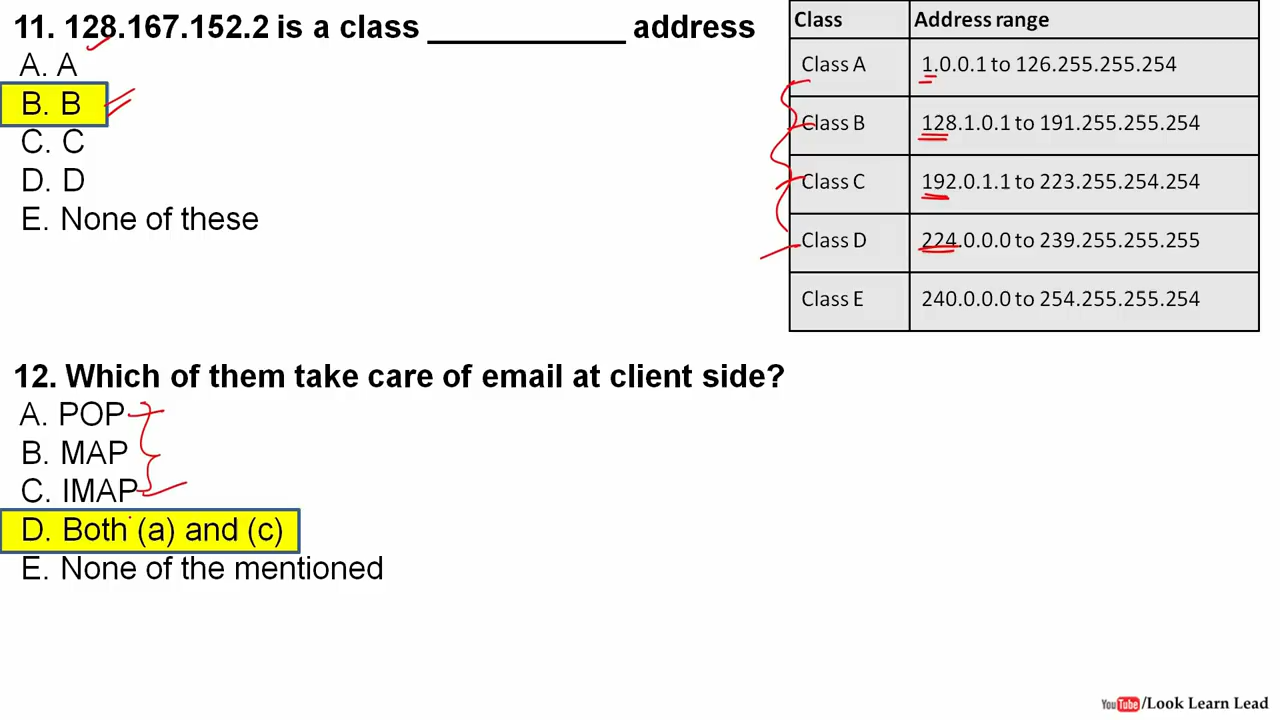 11. 128.167.152.2 is a class ___________ address
A. A
B. B
C. C
D. D
E. None of these
Class Address range
Class A 1.0.0.1 to 126.255.255.254
Class B 128.1.0.1 to 191.255.255.254
Class C 192.0.1.1 to 223.255.254.254
Class D 224.0.0.0 to 239.255.255.255
Class E 240.0.0.0 to 254.255.255.254
12. Which of them take care of email at client side?
A. POP
B. MAP
C. IMAP
D. Both (a) and (c)
E. None of the mentioned
YouTube/Look Learn Lead